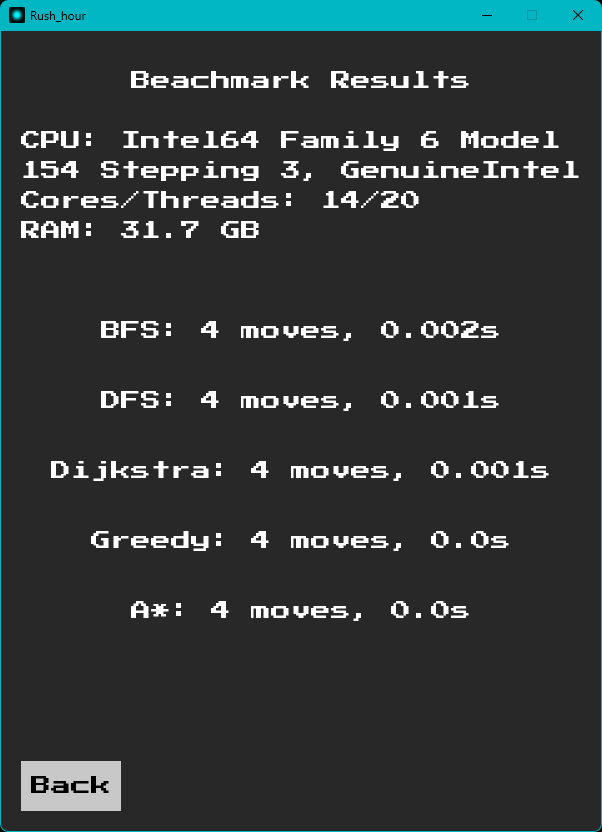 Rush_hour
Beachmark Results
CPU: Intel64 Family 6 Model
154 Stepping 3, GenuineIntel
Cores/Threads: 14/20
RAM: 31.7 GB
BFS: 4 moves, 0.002s
DFS: 4 moves, 0.001s
Dijkstra: 4 moves, 0.001s
Greedy: 4 moves, 0.0s
A*: 4 moves, 0.0s
Back